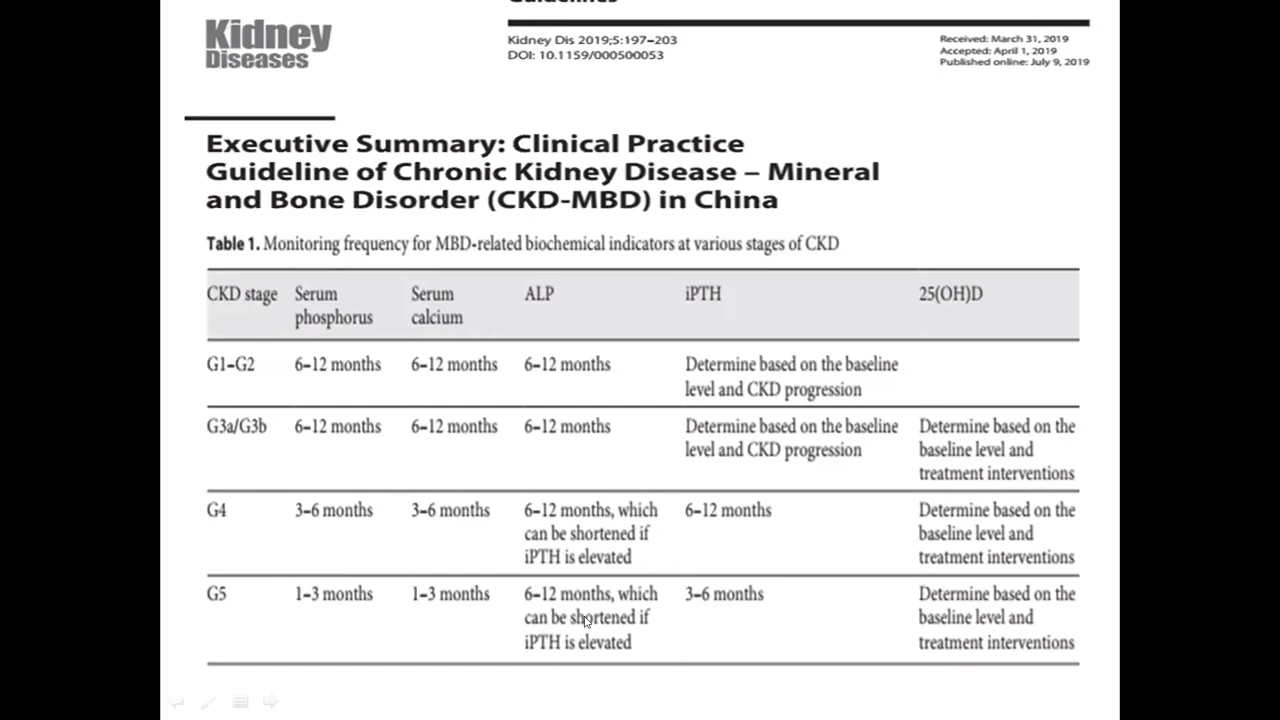 Guidelines
Kidney
Diseases
Kidney Dis 2019;5:197–203
DOI: 10.1159/000500053
Received: March 31, 2019
Accepted: April 1, 2019
Published online: July 9, 2019
Executive Summary: Clinical Practice
Guideline of Chronic Kidney Disease – Mineral
and Bone Disorder (CKD-MBD) in China
Table 1. Monitoring frequency for MBD-related biochemical indicators at various stages of CKD
CKD stage Serum phosphorus Serum calcium ALP iPTH 25(OH)D
G1–G2 6–12 months 6–12 months 6–12 months Determine based on the baseline
level and CKD progression
G3a/G3b 6–12 months 6–12 months 6–12 months Determine based on the baseline Determine based on the
level and CKD progression baseline level and
treatment interventions
G4 3–6 months 3–6 months 6–12 months, which 6–12 months Determine based on the
can be shortened if baseline level and
iPTH is elevated treatment interventions
G5 1–3 months 1–3 months 6–12 months, which 3–6 months Determine based on the
can be shortened if baseline level and
iPTH is elevated treatment interventions